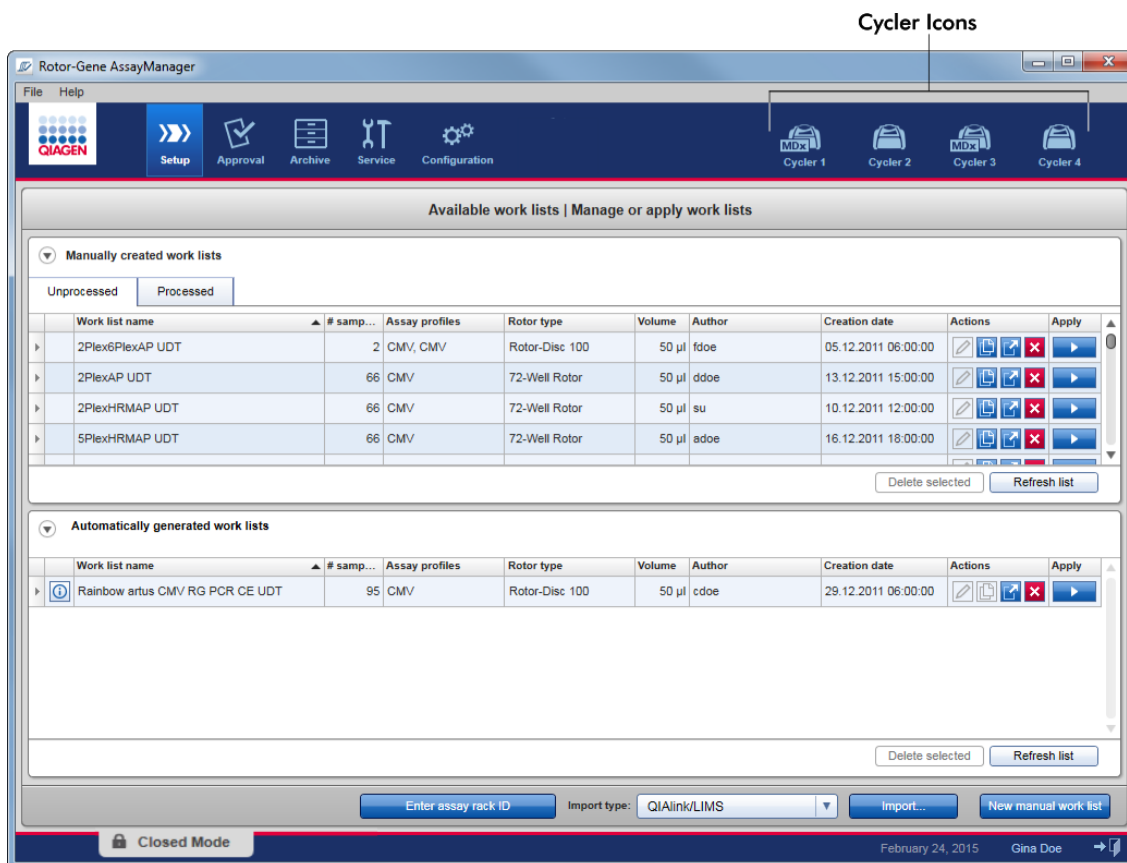 Cycler Icons
Rotor-Gene AssayManager
File Help
QIAGEN
Setup Approval Archive Service Configuration
MDx MDx
Cycler 1 Cycler 2 Cycler 3 Cycler 4
Available work lists | Manage or apply work lists
Manually created work lists
Unprocessed Processed
Work list name # samp... Assay profiles Rotor type Volume Author Creation date Actions Apply
2Plex6PlexAP UDT 2 CMV, CMV Rotor-Disc 100 50 µl fdoe 05.12.2011 06:00:00
2PlexAP UDT 66 CMV 72-Well Rotor 50 µl ddoe 13.12.2011 15:00:00
2PlexHRMAP UDT 66 CMV 72-Well Rotor 50 µl su 10.12.2011 12:00:00
5PlexHRMAP UDT 66 CMV 72-Well Rotor 50 µl adoe 16.12.2011 18:00:00
Delete selected Refresh list
Automatically generated work lists
Work list name # samp... Assay profiles Rotor type Volume Author Creation date Actions Apply
Rainbow artus CMV RG PCR CE UDT 95 CMV Rotor-Disc 100 50 µl cdoe 29.12.2011 06:00:00
Delete selected Refresh list
Enter assay rack ID Import type: QIAlink/LIMS Import... New manual work list
Closed Mode February 24, 2015 Gina Doe